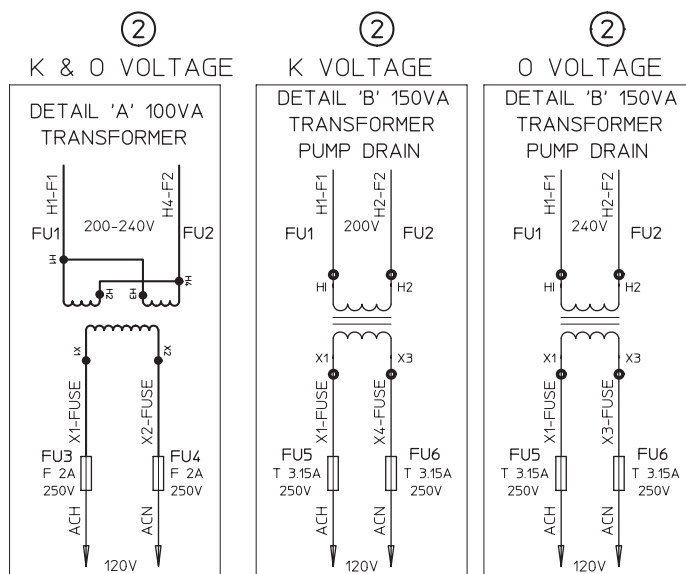 2
K & O VOLTAGE
DETAIL 'A' 100VA
TRANSFORMER
H1-F1
H4-F2
FU1
200-240V
FU2
H1
H2
H3
H4
X1
X2
X1-FUSE
X2-FUSE
FU3
F 2A
250V
FU4
F 2A
250V
ACH
ACN
120V
2
K VOLTAGE
DETAIL 'B' 150VA
TRANSFORMER
PUMP DRAIN
H1-F1
H2-F2
FU1
200V
FU2
H1
H2
X1
X3
X1-FUSE
X4-FUSE
FU5
T 3.15A
250V
FU6
T 3.15A
250V
ACH
ACN
120V
2
O VOLTAGE
DETAIL 'B' 150VA
TRANSFORMER
PUMP DRAIN
H1-F1
H2-F2
FU1
240V
FU2
H1
H2
X1
X3
X1-FUSE
X3-FUSE
FU5
T 3.15A
250V
FU6
T 3.15A
250V
ACH
ACN
120V